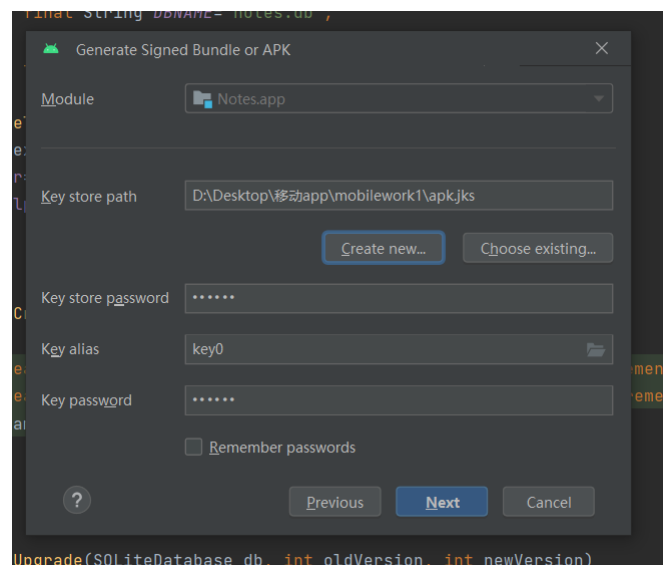 final String DBNAME="notes.db",
Generate Signed Bundle or APK
Module
Notes.app
Key store path
D:\Desktop\移动app\mobilework1\apk.jks
Create new...
Choose existing...
Key store password
••••••
Key alias
key0
Key password
••••••
Remember passwords
?
Previous
Next
Cancel
Upgrade(SQLiteDatabase db, int oldVersion, int newVersion)